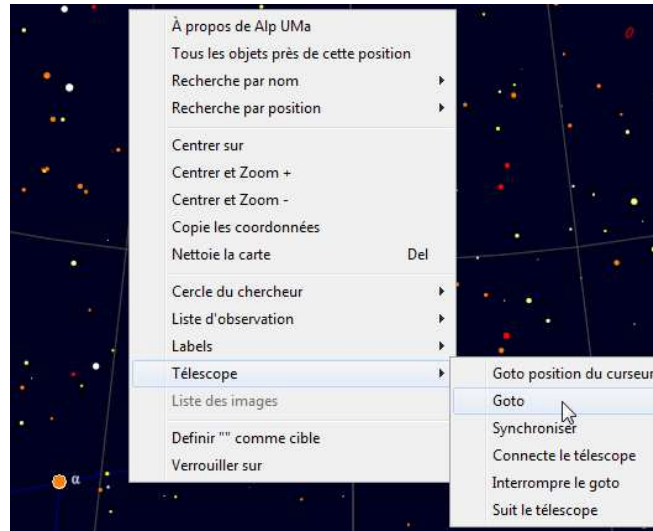 À propos de Alp UMa
Tous les objets près de cette position
Recherche par nom
Recherche par position
Centrer sur
Centrer et Zoom +
Centrer et Zoom -
Copie les coordonnées
Nettoie la carte Del
Cercle du chercheur
Liste d'observation
Labels
Télescope
Liste des images
Definir "" comme cible
Verrouiller sur
Goto position du curseur
Goto
Synchroniser
Connecte le télescope
Interrompre le goto
Suit le télescope
α